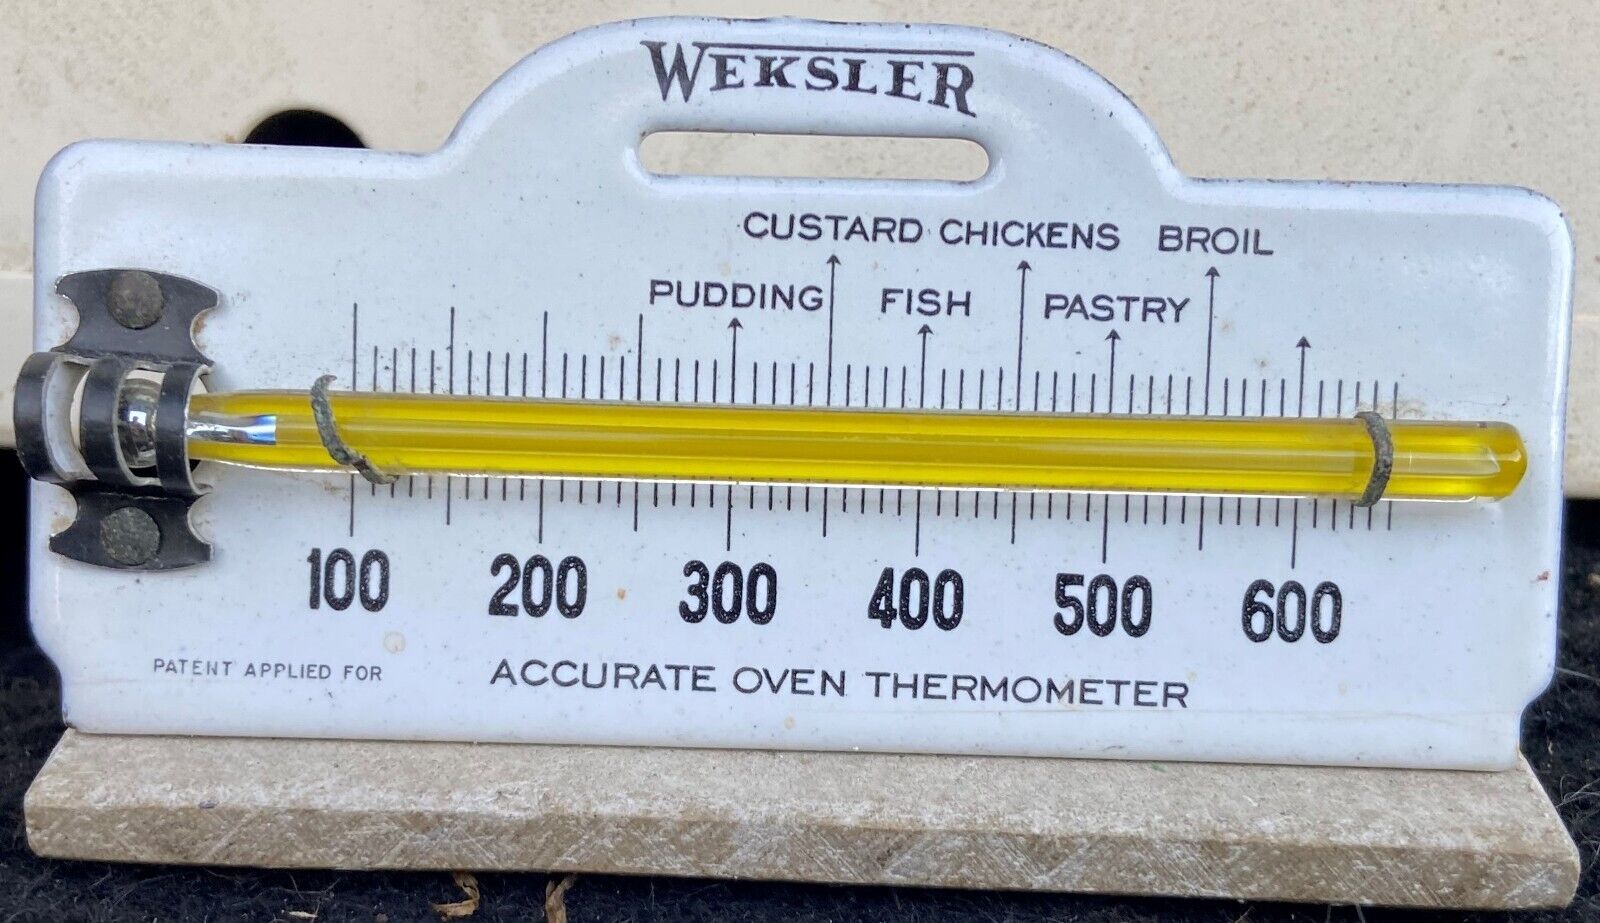 WEKSLER
CUSTARD CHICKENS BROIL
PUDDING FISH PASTRY
100 200 300 400 500 600
PATENT APPLIED FOR
ACCURATE OVEN THERMOMETER